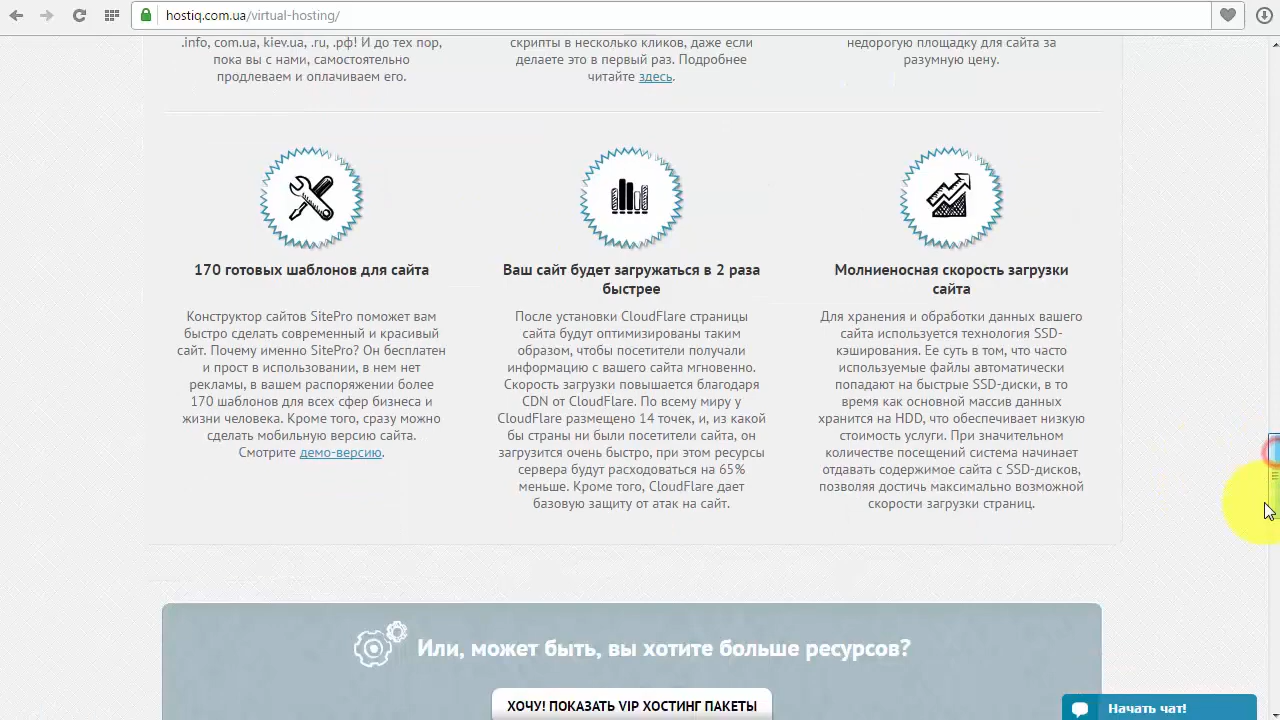 hostiq.com.ua/virtual-hosting/
.info, com.ua, kiev.ua, .ru, .рф! И до тех пор,
пока вы с нами, самостоятельно
продлеваем и оплачиваем его.
скрипты в несколько кликов, даже если
делаете это в первый раз. Подробнее
читайте здесь.
недорогую площадку для сайта за
разумную цену.
170 готовых шаблонов для сайта
Конструктор сайтов SitePro поможет вам
быстро сделать современный и красивый
сайт. Почему именно SitePro? Он бесплатен
и прост в использовании, в нем нет
рекламы, в вашем распоряжении более
170 шаблонов для всех сфер бизнеса и
жизни человека. Кроме того, сразу можно
сделать мобильную версию сайта.
Смотрите демо-версию.
Ваш сайт будет загружаться в 2 раза
быстрее
После установки CloudFlare страницы
сайта будут оптимизированы таким
образом, чтобы посетители получали
информацию с вашего сайта мгновенно.
Скорость загрузки повышается благодаря
CDN от CloudFlare. По всему миру у
CloudFlare размещено 14 точек, и, из какой
бы страны ни были посетители сайта, он
загрузится очень быстро, при этом ресурсы
сервера будут расходоваться на 65%
меньше. Кроме того, CloudFlare дает
базовую защиту от атак на сайт.
Молниеносная скорость загрузки
сайта
Для хранения и обработки данных вашего
сайта используется технология SSD-
кэширования. Ее суть в том, что часто
используемые файлы автоматически
попадают на быстрые SSD-диски, в то
время как основной массив данных
хранится на HDD, что обеспечивает низкую
стоимость услуги. При значительном
количестве посещений система начинает
отдавать содержимое сайта с SSD-дисков,
позволяя достичь максимально возможной
скорости загрузки страниц.
Или, может быть, вы хотите больше ресурсов?
ХОЧУ! ПОКАЗАТЬ VIP ХОСТИНГ ПАКЕТЫ
Начать чат!